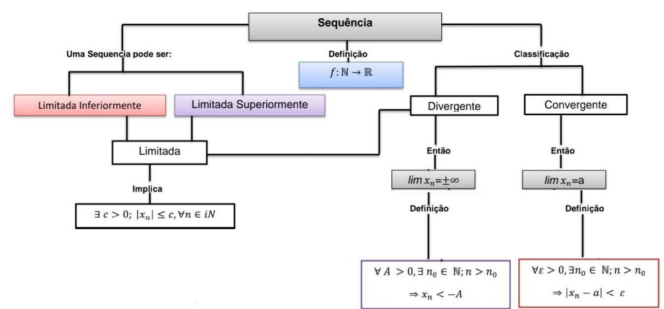 Sequência
Uma Sequencia pode ser:
Definição
Classificação
f: ℕ → ℝ
Limitada Inferiormente
Limitada Superiormente
Divergente
Convergente
Limitada
Então
Então
lim xₙ=±∞
lim xₙ=a
Implica
∃ c > 0; |xₙ| ≤ c, ∀n ∈ iN
Definição
Definição
∀ A > 0, ∃ n₀ ∈ ℕ; n > n₀
⇒ xₙ < −A
∀ε > 0, ∃n₀ ∈ ℕ; n > n₀
⇒ |xₙ − a| < ε